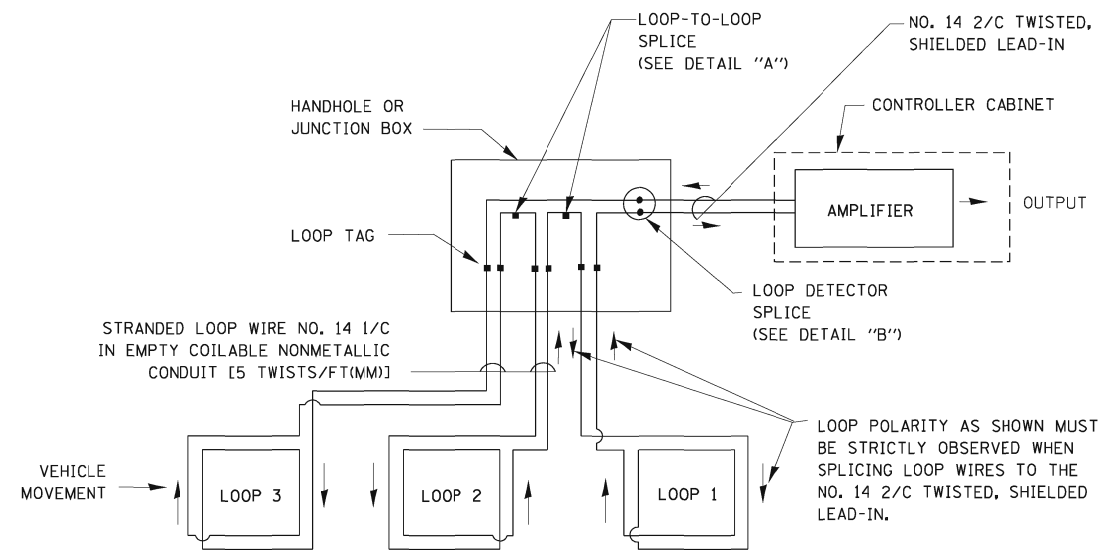 LOOP-TO-LOOP
SPLICE
(SEE DETAIL "A")
NO. 14 2/C TWISTED,
SHIELDED LEAD-IN
HANDHOLE OR
JUNCTION BOX
CONTROLLER CABINET
AMPLIFIER
OUTPUT
LOOP TAG
LOOP DETECTOR
SPLICE
(SEE DETAIL "B")
STRANDED LOOP WIRE NO. 14 1/C
IN EMPTY COILABLE NONMETALLIC
CONDUIT [5 TWISTS/FT(MM)]
LOOP POLARITY AS SHOWN MUST
BE STRICTLY OBSERVED WHEN
SPLICING LOOP WIRES TO THE
NO. 14 2/C TWISTED, SHIELDED
LEAD-IN.
VEHICLE
MOVEMENT
LOOP 3
LOOP 2
LOOP 1